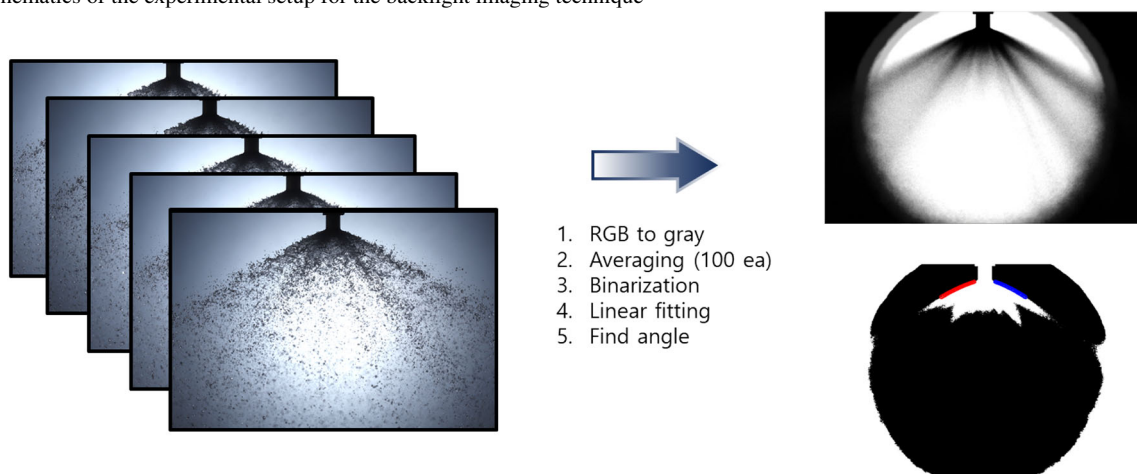 schematics of the experimental setup for the backlight imaging technique
1. RGB to gray
2. Averaging (100 ea)
3. Binarization
4. Linear fitting
5. Find angle